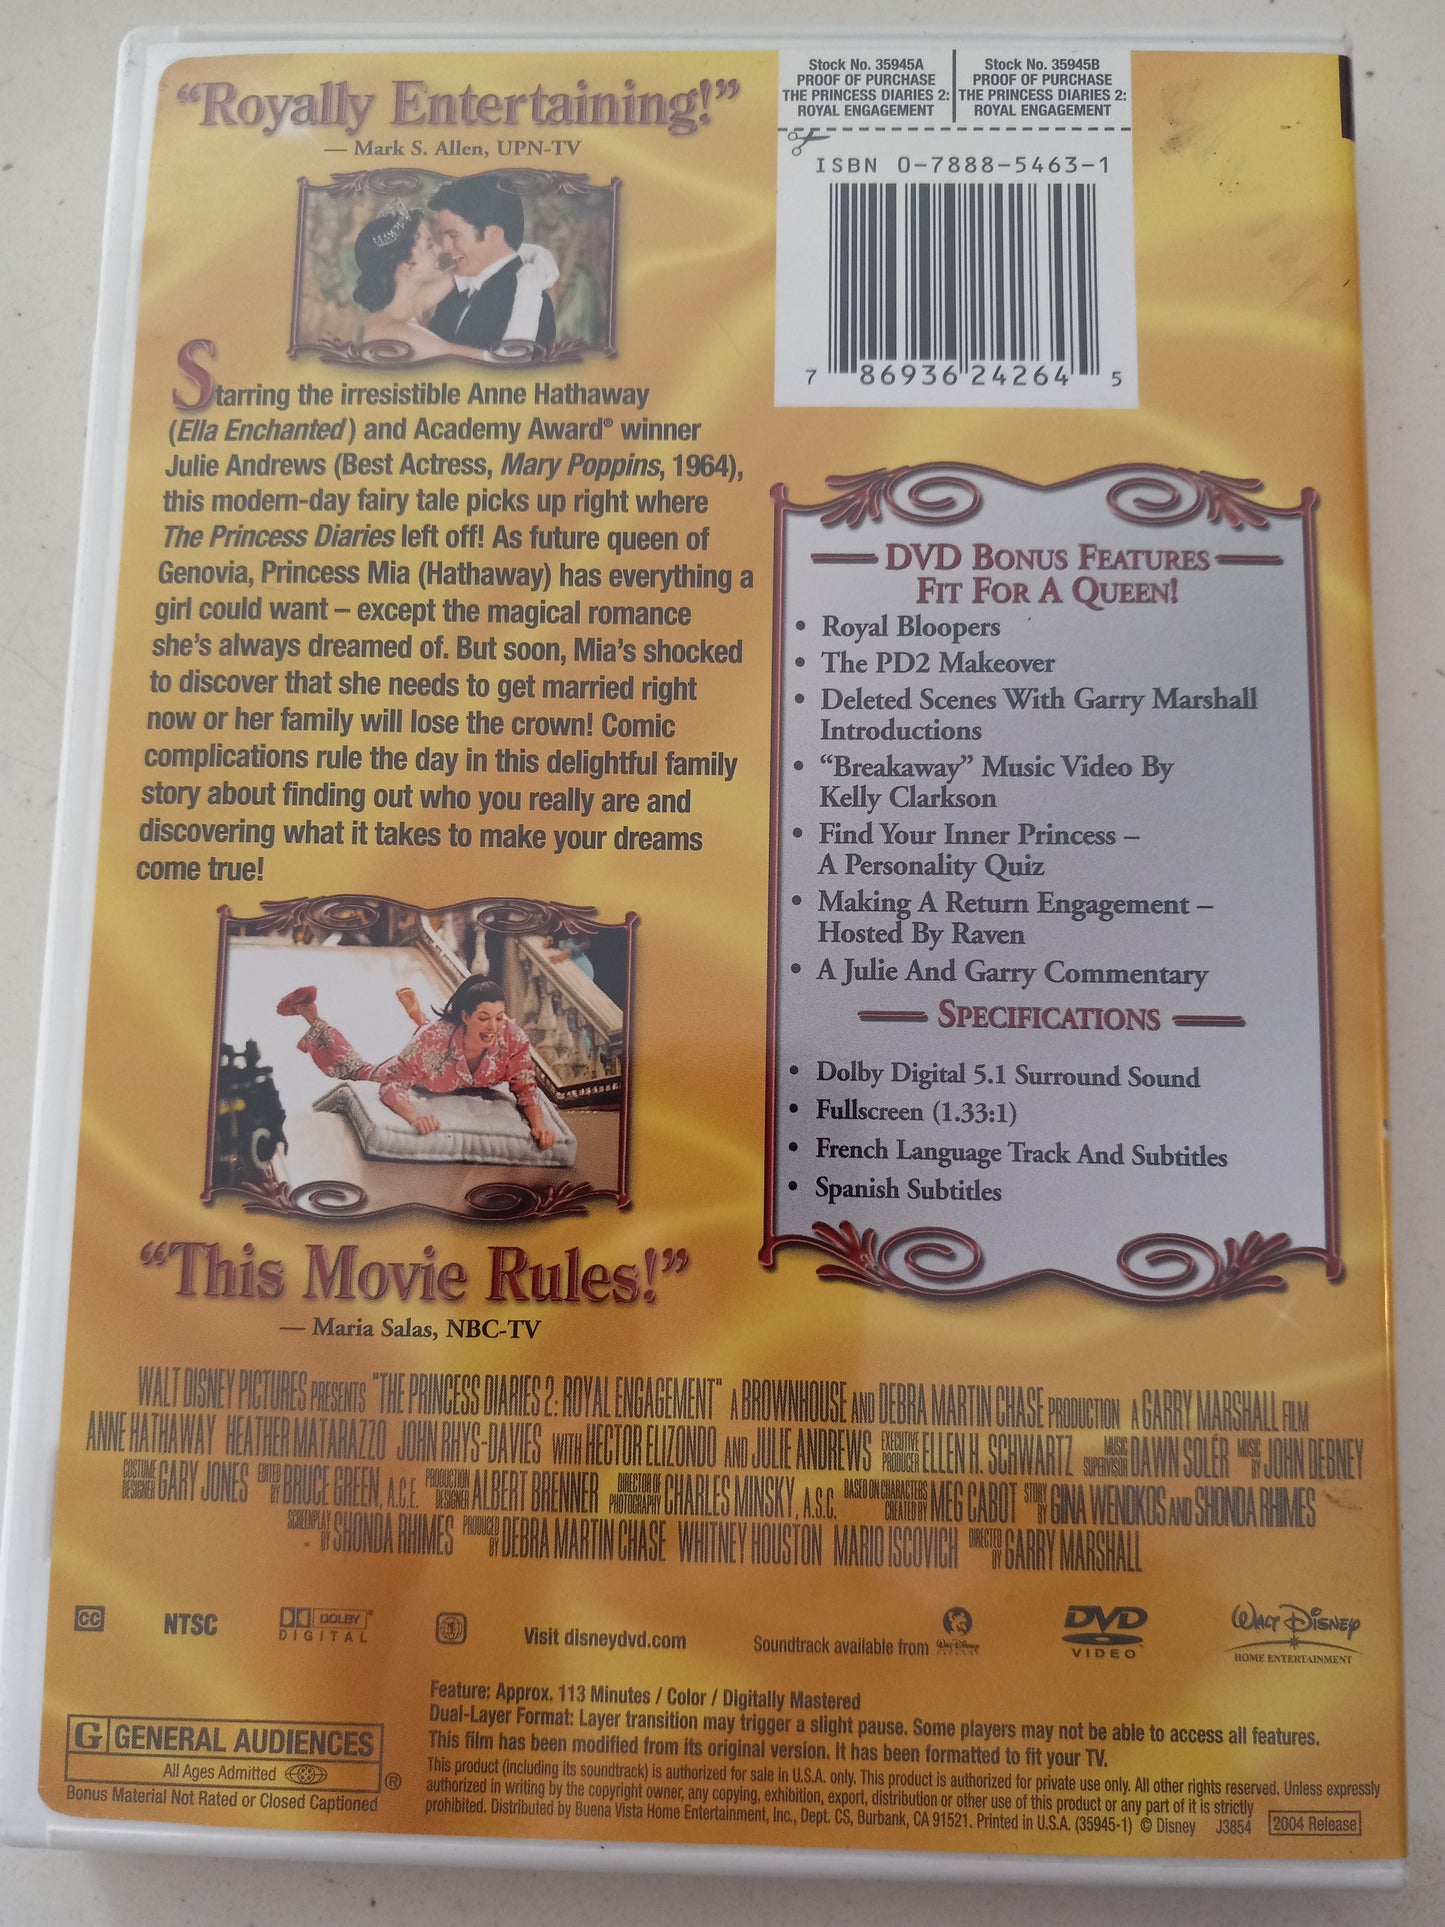 "Royally Entertaining!"
— Mark S. Allen, UPN-TV
Stock No. 35945A
PROOF OF PURCHASE
THE PRINCESS DIARIES 2:
ROYAL ENGAGEMENT
Stock No. 35945B
PROOF OF PURCHASE
THE PRINCESS DIARIES 2:
ROYAL ENGAGEMENT
ISBN 0-7888-5463-1
7 86936 24264 5
Starring the irresistible Anne Hathaway
(Ella Enchanted) and Academy Award® winner
Julie Andrews (Best Actress, Mary Poppins, 1964),
this modern-day fairy tale picks up right where
The Princess Diaries left off! As future queen of
Genovia, Princess Mia (Hathaway) has everything a
girl could want – except the magical romance
she's always dreamed of. But soon, Mia's shocked
to discover that she needs to get married right
now or her family will lose the crown! Comic
complications rule the day in this delightful family
story about finding out who you really are and
discovering what it takes to make your dreams
come true!
"This Movie Rules!"
— Maria Salas, NBC-TV
DVD BONUS FEATURES
FIT FOR A QUEEN!
• Royal Bloopers
• The PD2 Makeover
• Deleted Scenes With Garry Marshall
Introductions
• "Breakaway" Music Video By
Kelly Clarkson
• Find Your Inner Princess –
A Personality Quiz
• Making A Return Engagement –
Hosted By Raven
• A Julie And Garry Commentary
SPECIFICATIONS
• Dolby Digital 5.1 Surround Sound
• Fullscreen (1.33:1)
• French Language Track And Subtitles
• Spanish Subtitles
WALT DISNEY PICTURES PRESENTS "THE PRINCESS DIARIES 2: ROYAL ENGAGEMENT" A BROWNHOUSE AND DEBRA MARTIN CHASE PRODUCTION A GARRY MARSHALL FILM
ANNE HATHAWAY HEATHER MATARAZZO JOHN RHYS-DAVIES WITH HECTOR ELIZONDO AND JULIE ANDREWS EXECUTIVE PRODUCER ELLEN H. SCHWARTZ MUSIC SUPERVISOR DAWN SOLÉR MUSIC BY JOHN DEBNEY
COSTUME DESIGNER GARY JONES EDITED BY BRUCE GREEN, A.C.E. PRODUCTION DESIGNER ALBERT BRENNER DIRECTOR OF PHOTOGRAPHY CHARLES MINSKY, A.S.C. BASED ON CHARACTERS CREATED BY MEG CABOT STORY BY GINA WENDKOS AND SHONDA RHIMES
SCREENPLAY BY SHONDA RHIMES PRODUCED BY DEBRA MARTIN CHASE WHITNEY HOUSTON MARIO ISCOVICH DIRECTED BY GARRY MARSHALL
CC
NTSC
DOLBY
DIGITAL
1
Visit disneydvd.com
Soundtrack available from Walt Disney RECORDS
DVD
VIDEO
Walt Disney
HOME ENTERTAINMENT
G GENERAL AUDIENCES
All Ages Admitted
®
Bonus Material Not Rated or Closed Captioned
Feature: Approx. 113 Minutes / Color / Digitally Mastered
Dual-Layer Format: Layer transition may trigger a slight pause. Some players may not be able to access all features.
This film has been modified from its original version. It has been formatted to fit your TV.
This product (including its soundtrack) is authorized for sale in U.S.A. only. This product is authorized for private use only. All other rights reserved. Unless expressly
authorized in writing by the copyright owner, any copying, exhibition, export, distribution or other use of this product or any part of it is strictly
prohibited. Distributed by Buena Vista Home Entertainment, Inc., Dept. CS, Burbank, CA 91521. Printed in U.S.A. (35945-1) © Disney J3854 2004 Release